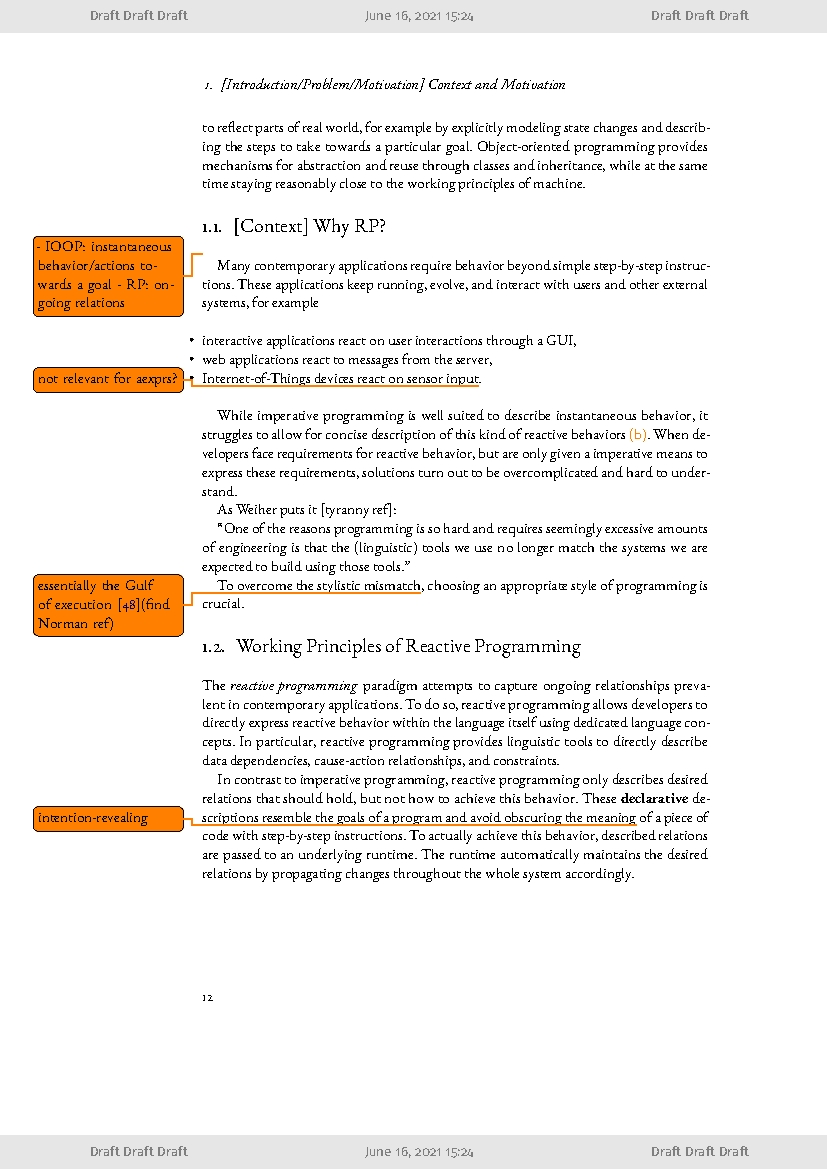 Draft Draft Draft June 16, 2021 15:24 Draft Draft Draft
1. [Introduction/Problem/Motivation] Context and Motivation
to reflect parts of real world, for example by explicitly modeling state changes and describ-
ing the steps to take towards a particular goal. Object-oriented programming provides
mechanisms for abstraction and reuse through classes and inheritance, while at the same
time staying reasonably close to the working principles of machine.
1.1. [Context] Why RP?
- IOOP: instantaneous
behavior/actions to-
wards a goal - RP: on-
going relations
Many contemporary applications require behavior beyond simple step-by-step instruc-
tions. These applications keep running, evolve, and interact with users and other external
systems, for example
• interactive applications react on user interactions through a GUI,
• web applications react to messages from the server,
not relevant for aexprs?
• Internet-of-Things devices react on sensor input.
While imperative programming is well suited to describe instantaneous behavior, it
struggles to allow for concise description of this kind of reactive behaviors (b). When de-
velopers face requirements for reactive behavior, but are only given a imperative means to
express these requirements, solutions turn out to be overcomplicated and hard to under-
stand.
As Weiher puts it [tyranny ref]:
“One of the reasons programming is so hard and requires seemingly excessive amounts
of engineering is that the (linguistic) tools we use no longer match the systems we are
expected to build using those tools.”
essentially the Gulf
of execution [48](find
Norman ref)
To overcome the stylistic mismatch, choosing an appropriate style of programming is
crucial.
1.2. Working Principles of Reactive Programming
The reactive programming paradigm attempts to capture ongoing relationships preva-
lent in contemporary applications. To do so, reactive programming allows developers to
directly express reactive behavior within the language itself using dedicated language con-
cepts. In particular, reactive programming provides linguistic tools to directly describe
data dependencies, cause-action relationships, and constraints.
In contrast to imperative programming, reactive programming only describes desired
relations that should hold, but not how to achieve this behavior. These declarative de-
intention-revealing
scriptions resemble the goals of a program and avoid obscuring the meaning of a piece of
code with step-by-step instructions. To actually achieve this behavior, described relations
are passed to an underlying runtime. The runtime automatically maintains the desired
relations by propagating changes throughout the whole system accordingly.
12
Draft Draft Draft June 16, 2021 15:24 Draft Draft Draft